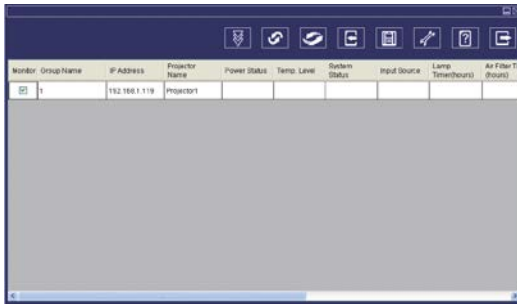 Monitor Group Name IP Address Projector Name Power Status Temp. Level System Status Input Source Lamp Timer(hours) Air Filter T (hours)
1 192.168.1.119 Projector1